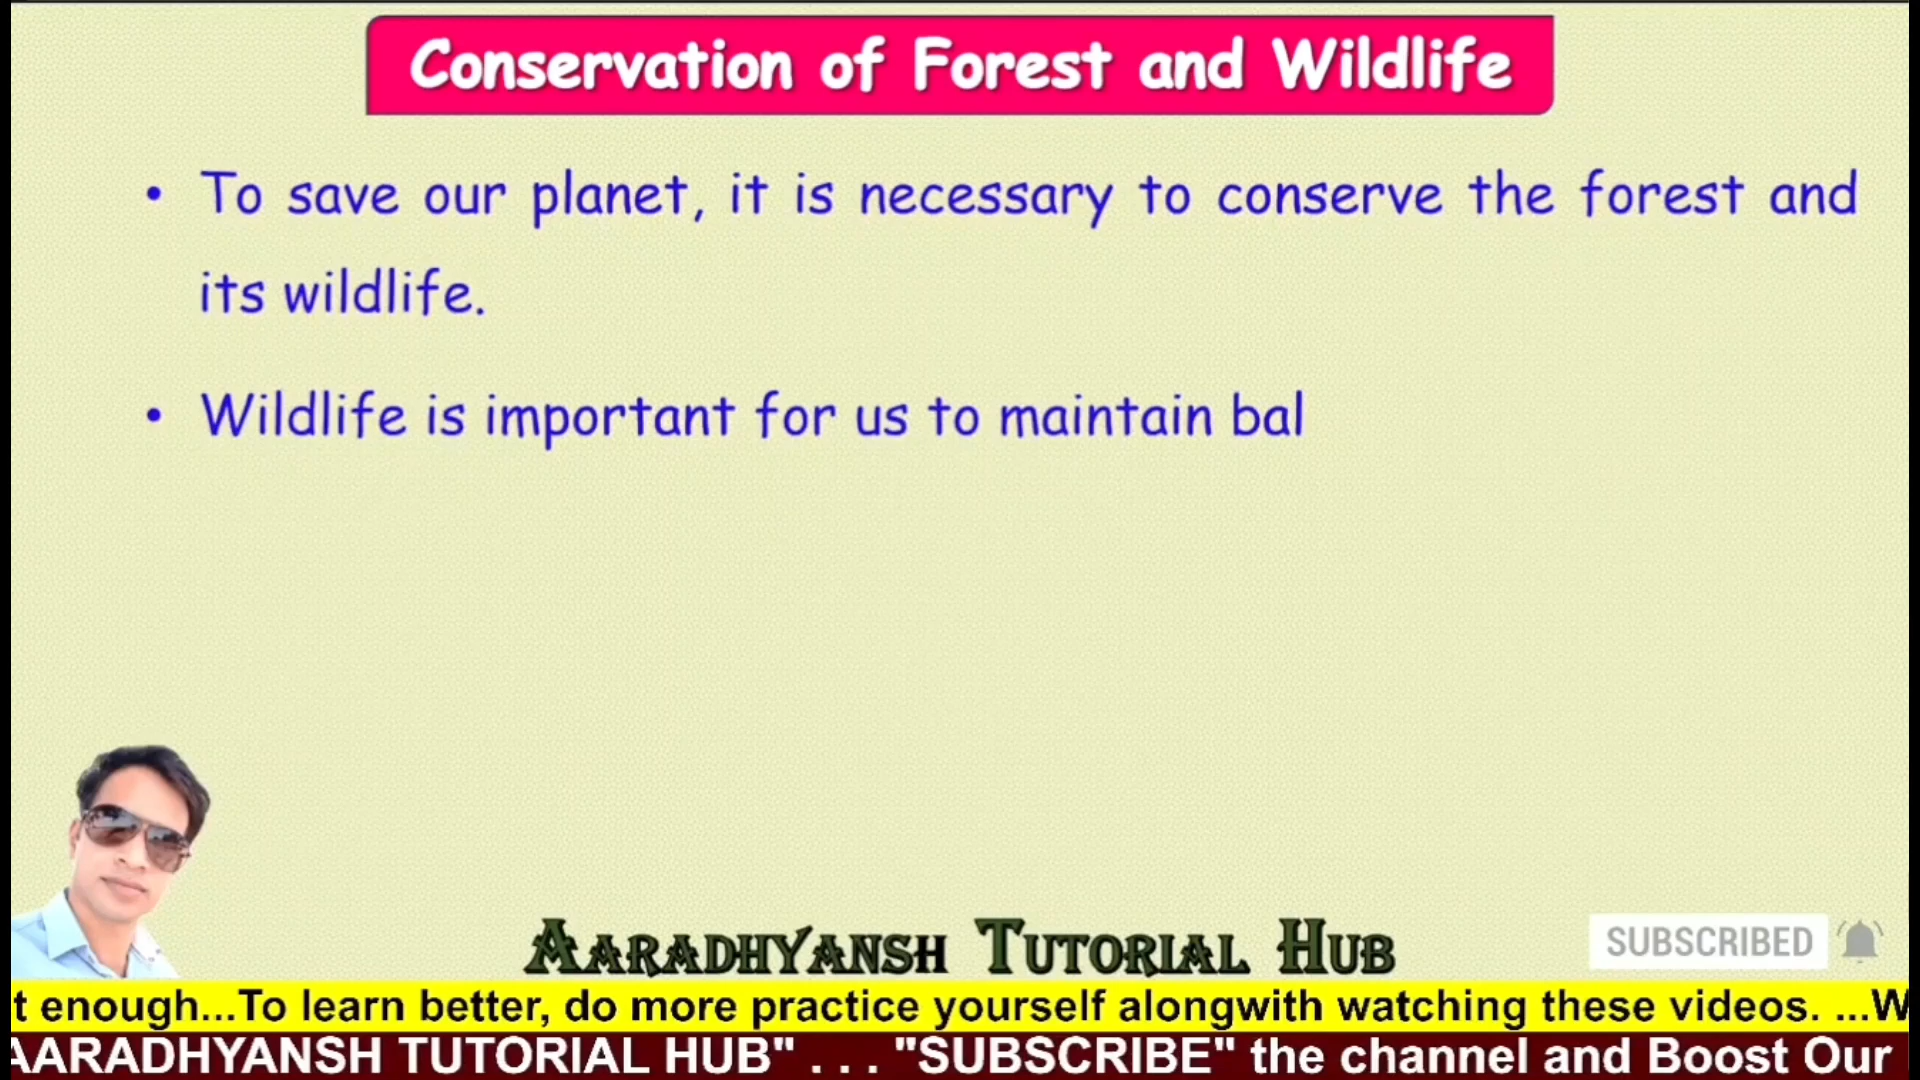 Conservation of Forest and Wildlife
• To save our planet, it is necessary to conserve the forest and
its wildlife.
• Wildlife is important for us to maintain bal
AARADHYANSH TUTORIAL HUB
SUBSCRIBED
t enough...To learn better, do more practice yourself alongwith watching these videos. ...W
AARADHYANSH TUTORIAL HUB" . . . "SUBSCRIBE" the channel and Boost Our